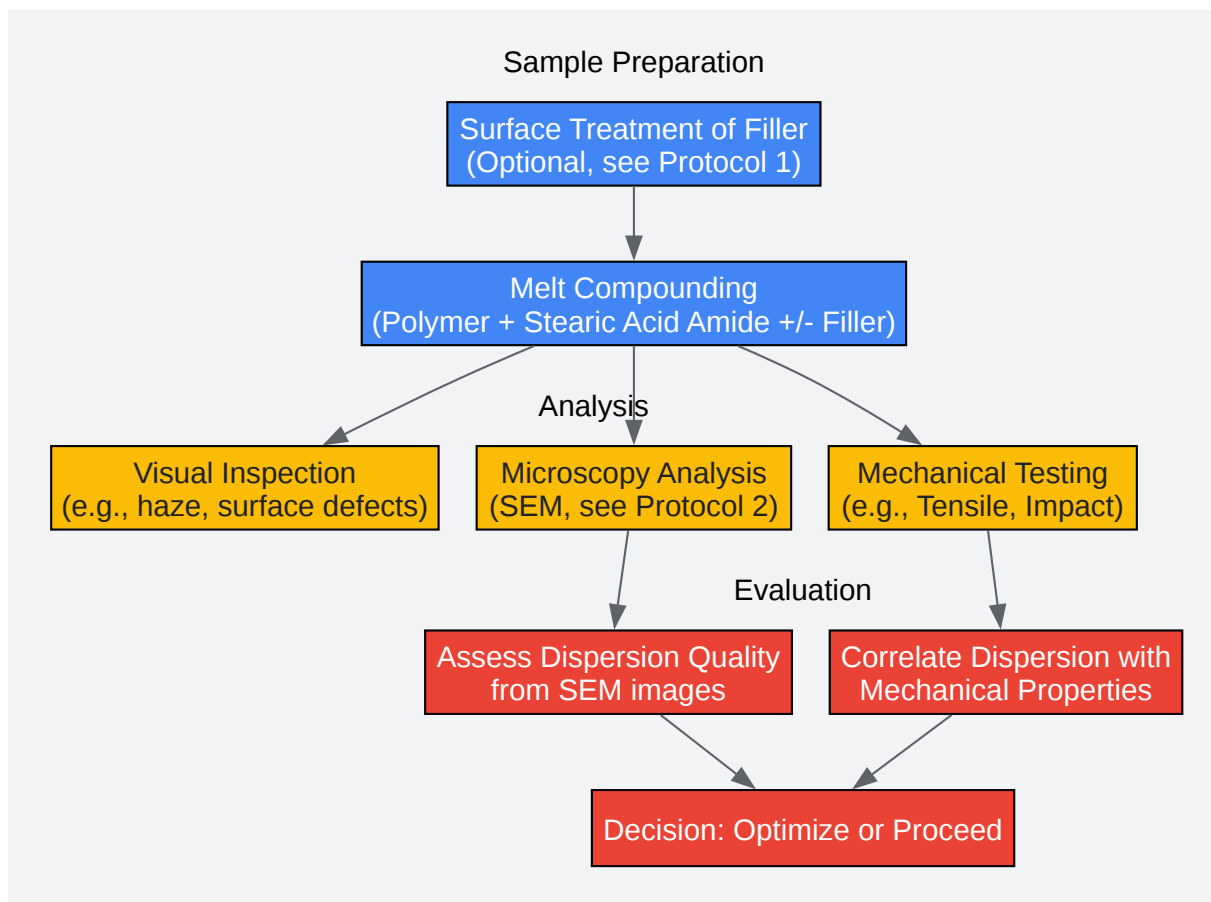 Sample Preparation
Surface Treatment of Filler
(Optional, see Protocol 1)
Melt Compounding
(Polymer + Stearic Acid Amide +/- Filler)
Analysis
Visual Inspection
(e.g., haze, surface defects)
Microscopy Analysis
(SEM, see Protocol 2)
Mechanical Testing
(e.g., Tensile, Impact)
Evaluation
Assess Dispersion Quality
from SEM images
Correlate Dispersion with
Mechanical Properties
Decision: Optimize or Proceed